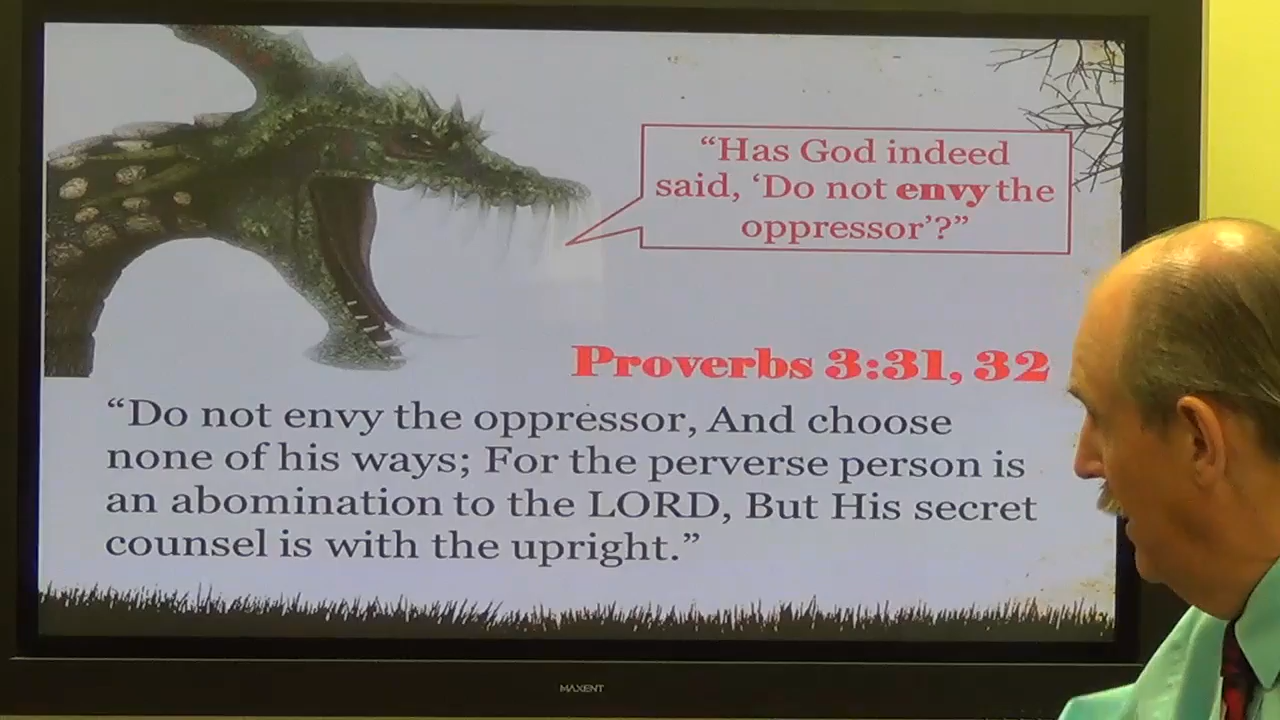 “Has God indeed
said, ‘Do not envy the
oppressor’?”
Proverbs 3:31, 32
“Do not envy the oppressor, And choose
none of his ways; For the perverse person is
an abomination to the LORD, But His secret
counsel is with the upright.”
MAXENT